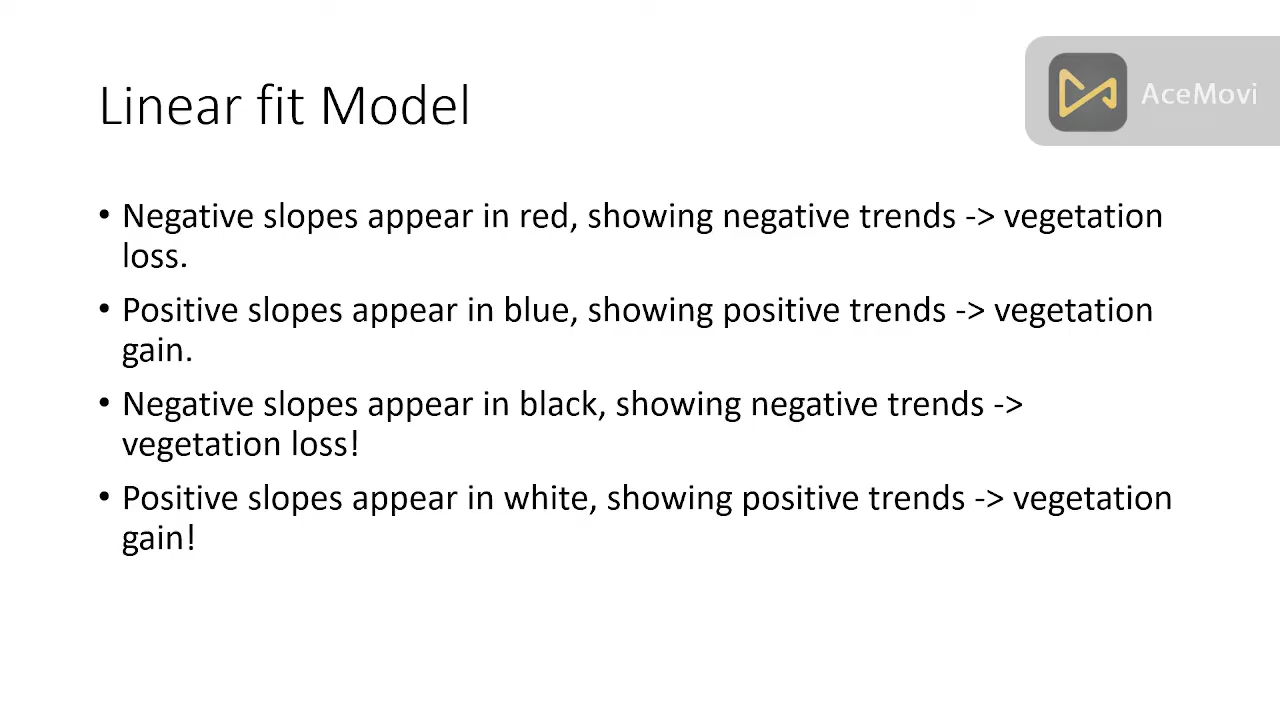 Linear fit Model
AceMovi
• Negative slopes appear in red, showing negative trends -> vegetation
loss.
• Positive slopes appear in blue, showing positive trends -> vegetation
gain.
• Negative slopes appear in black, showing negative trends ->
vegetation loss!
• Positive slopes appear in white, showing positive trends -> vegetation
gain!